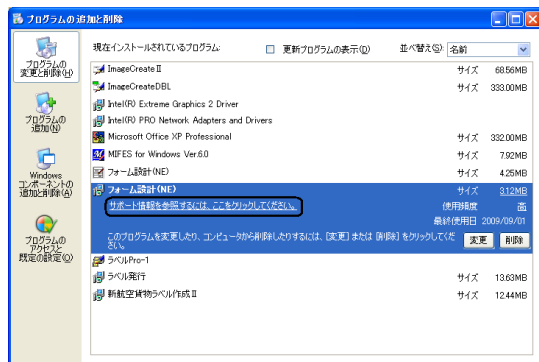 プログラムの追加と削除
プログラムの
変更と削除(H)
プログラムの
追加(N)
Windows
コンポーネントの
追加と削除(A)
プログラムの
アクセスと
既定の設定(O)
現在インストールされているプログラム:
更新プログラムの表示(D)
並べ替え(S): 名前
ImageCreateⅡ サイズ 68.56MB
ImageCreateDBL サイズ 333.00MB
Intel(R) Extreme Graphics 2 Driver
Intel(R) PRO Network Adapters and Drivers
Microsoft Office XP Professional サイズ 332.00MB
MIFES for Windows Ver.6.0 サイズ 7.92MB
フォーム設計(NE) サイズ 4.25MB
フォーム設計(NE) サイズ 3.12MB
サポート情報を参照するには、ここをクリックしてください。 使用頻度 高
最終使用日 2009/09/01
このプログラムを変更したり、コンピュータから削除したりするには、[変更] または [削除] をクリックしてくだ
さい。
変更 削除
ラベルPro-1
ラベル発行 サイズ 13.63MB
新航空貨物ラベル作成Ⅱ サイズ 12.44MB